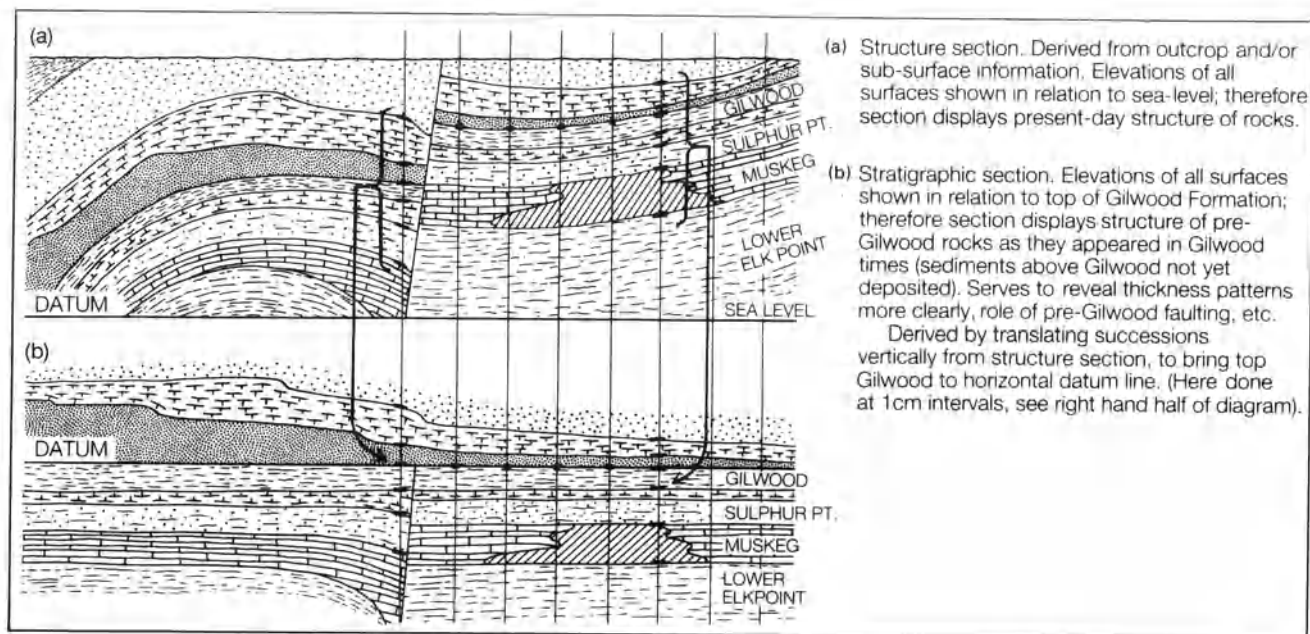 (a)
GILWOOD
SULPHUR PT.
MUSKEG
LOWER
ELK POINT
DATUM
SEA LEVEL
(b)
DATUM
GILWOOD
SULPHUR PT.
MUSKEG
LOWER
ELKPOINT
(a) Structure section. Derived from outcrop and/or
sub-surface information. Elevations of all
surfaces shown in relation to sea-level; therefore
section displays present-day structure of rocks.
(b) Stratigraphic section. Elevations of all surfaces
shown in relation to top of Gilwood Formation;
therefore section displays structure of pre-
Gilwood rocks as they appeared in Gilwood
times (sediments above Gilwood not yet
deposited). Serves to reveal thickness patterns
more clearly, role of pre-Gilwood faulting, etc.
Derived by translating successions
vertically from structure section, to bring top
Gilwood to horizontal datum line. (Here done
at 1cm intervals, see right hand half of diagram).